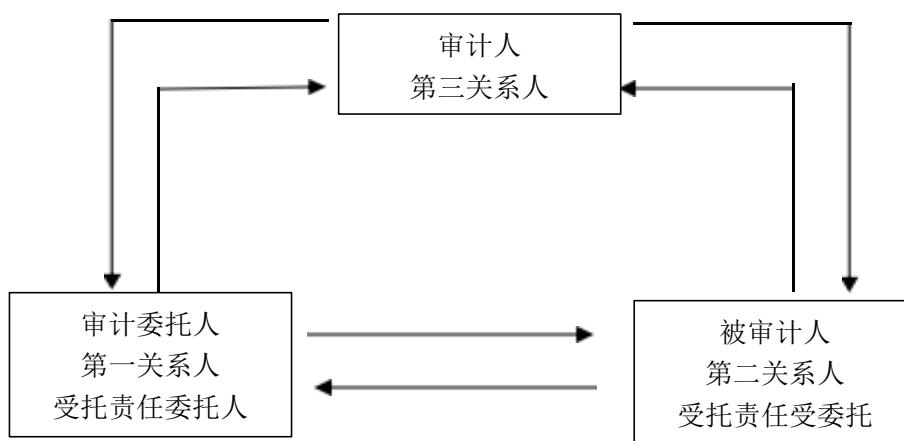 审计人
第三关系人
审计委托人
第一关系人
受托责任委托人
被审计人
第二关系人
受托责任受委托